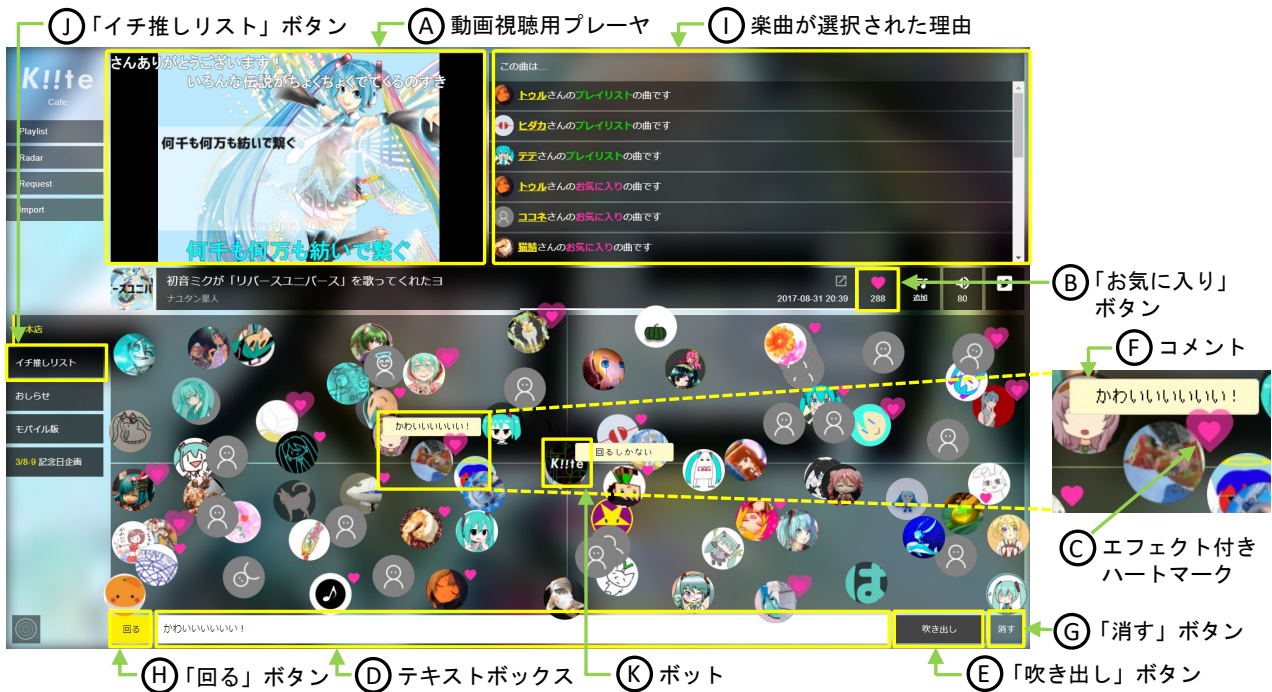 J 「イチ推しリスト」ボタン
A 動画視聴用プレーヤ
I 楽曲が選択された理由
K!!te
Cafe
Playlist
Radar
Request
Import
さんありがとうございます！
いろんな伝説がちょくちょくでてくるのすき
何千も何万も紡いで繋ぐ
何千も何万も紡いで繋ぐ
この曲は...
トゥルさんのプレイリストの曲です
ヒダカさんのプレイリストの曲です
テテさんのプレイリストの曲です
トゥルさんのお気に入りの曲です
ココネさんのお気に入りの曲です
猫鯖さんのお気に入りの曲です
初音ミクが「リバースユニバース」を歌ってくれたヨ
ナユタン星人
2017-08-31 20:39
288
追加
80
B 「お気に入り」
ボタン
本店
イチ推しリスト
おしらせ
モバイル版
3/8-9 記念日企画
かわいいいいいい！
K!!te
回るしかない
は
F コメント
かわいいいいいい！
C エフェクト付き
ハートマーク
回る
かわいいいいいい！
吹き出し
消す
G 「消す」ボタン
H 「回る」ボタン
D テキストボックス
K ボット
E 「吹き出し」ボタン